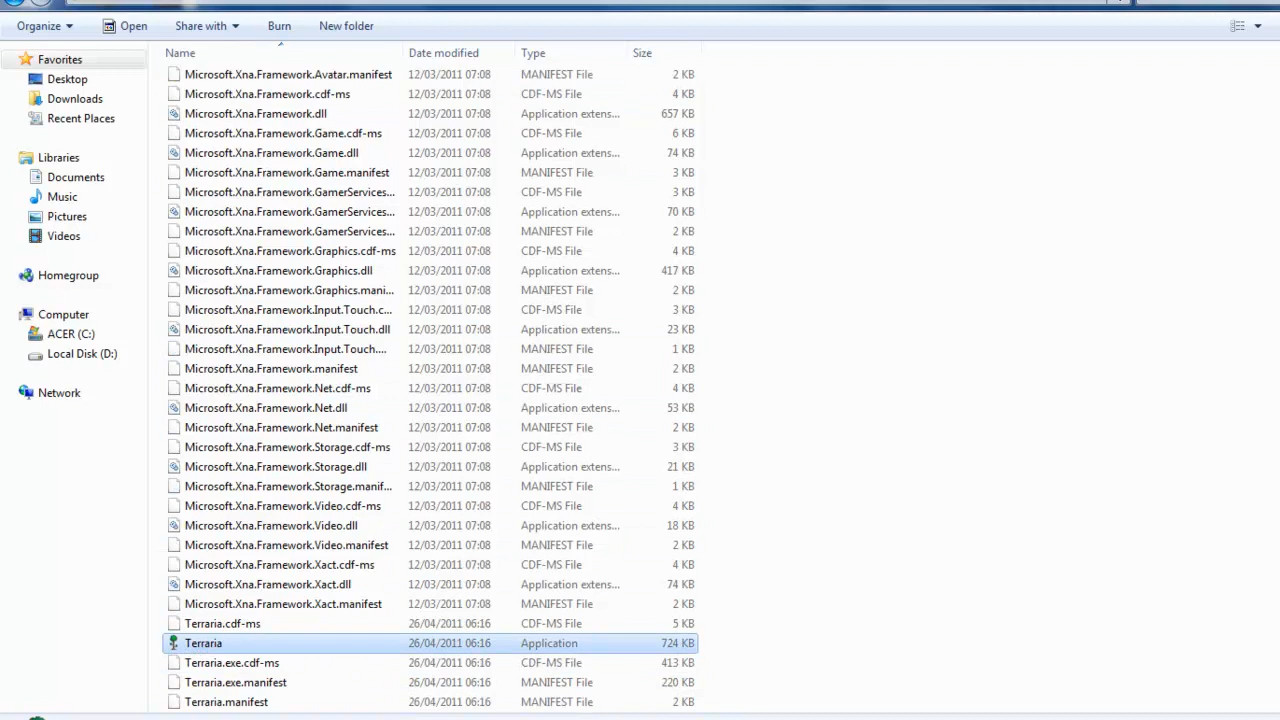 Organize Open Share with Burn New folder
Name Date modified Type Size
Favorites
Desktop
Downloads
Recent Places
Libraries
Documents
Music
Pictures
Videos
Homegroup
Computer
ACER (C:)
Local Disk (D:)
Network
Microsoft.Xna.Framework.Avatar.manifest 12/03/2011 07:08 MANIFEST File 2 KB
Microsoft.Xna.Framework.cdf-ms 12/03/2011 07:08 CDF-MS File 4 KB
Microsoft.Xna.Framework.dll 12/03/2011 07:08 Application extens... 657 KB
Microsoft.Xna.Framework.Game.cdf-ms 12/03/2011 07:08 CDF-MS File 6 KB
Microsoft.Xna.Framework.Game.dll 12/03/2011 07:08 Application extens... 74 KB
Microsoft.Xna.Framework.Game.manifest 12/03/2011 07:08 MANIFEST File 3 KB
Microsoft.Xna.Framework.GamerServices... 12/03/2011 07:08 CDF-MS File 3 KB
Microsoft.Xna.Framework.GamerServices... 12/03/2011 07:08 Application extens... 70 KB
Microsoft.Xna.Framework.GamerServices... 12/03/2011 07:08 MANIFEST File 2 KB
Microsoft.Xna.Framework.Graphics.cdf-ms 12/03/2011 07:08 CDF-MS File 4 KB
Microsoft.Xna.Framework.Graphics.dll 12/03/2011 07:08 Application extens... 417 KB
Microsoft.Xna.Framework.Graphics.mani... 12/03/2011 07:08 MANIFEST File 2 KB
Microsoft.Xna.Framework.Input.Touch.c... 12/03/2011 07:08 CDF-MS File 3 KB
Microsoft.Xna.Framework.Input.Touch.dll 12/03/2011 07:08 Application extens... 23 KB
Microsoft.Xna.Framework.Input.Touch.... 12/03/2011 07:08 MANIFEST File 1 KB
Microsoft.Xna.Framework.manifest 12/03/2011 07:08 MANIFEST File 2 KB
Microsoft.Xna.Framework.Net.cdf-ms 12/03/2011 07:08 CDF-MS File 4 KB
Microsoft.Xna.Framework.Net.dll 12/03/2011 07:08 Application extens... 53 KB
Microsoft.Xna.Framework.Net.manifest 12/03/2011 07:08 MANIFEST File 2 KB
Microsoft.Xna.Framework.Storage.cdf-ms 12/03/2011 07:08 CDF-MS File 3 KB
Microsoft.Xna.Framework.Storage.dll 12/03/2011 07:08 Application extens... 21 KB
Microsoft.Xna.Framework.Storage.manif... 12/03/2011 07:08 MANIFEST File 1 KB
Microsoft.Xna.Framework.Video.cdf-ms 12/03/2011 07:08 CDF-MS File 4 KB
Microsoft.Xna.Framework.Video.dll 12/03/2011 07:08 Application extens... 18 KB
Microsoft.Xna.Framework.Video.manifest 12/03/2011 07:08 MANIFEST File 2 KB
Microsoft.Xna.Framework.Xact.cdf-ms 12/03/2011 07:08 CDF-MS File 4 KB
Microsoft.Xna.Framework.Xact.dll 12/03/2011 07:08 Application extens... 74 KB
Microsoft.Xna.Framework.Xact.manifest 12/03/2011 07:08 MANIFEST File 2 KB
Terraria.cdf-ms 26/04/2011 06:16 CDF-MS File 5 KB
Terraria 26/04/2011 06:16 Application 724 KB
Terraria.exe.cdf-ms 26/04/2011 06:16 CDF-MS File 413 KB
Terraria.exe.manifest 26/04/2011 06:16 MANIFEST File 220 KB
Terraria.manifest 26/04/2011 06:16 MANIFEST File 2 KB